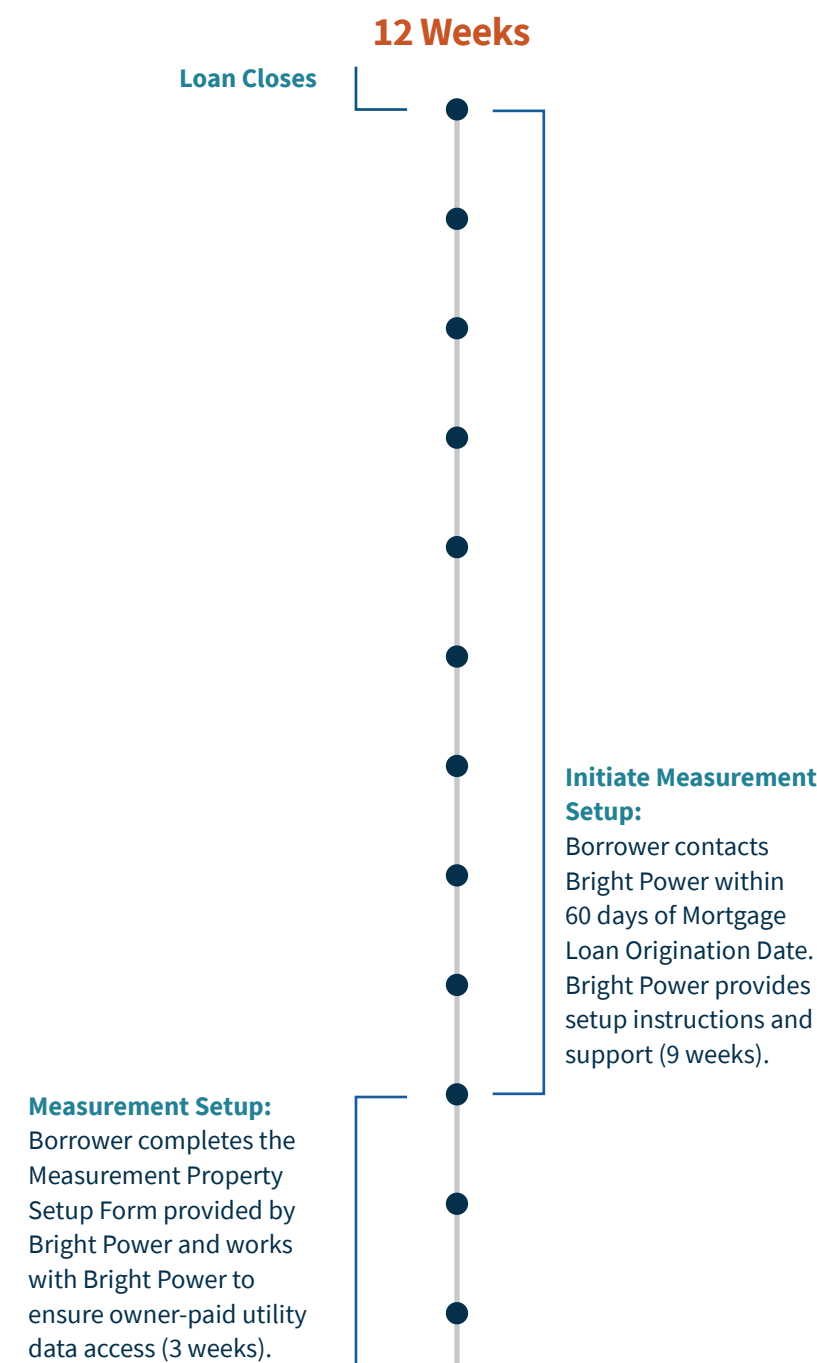 12 Weeks
Loan Closes
Initiate Measurement
Setup:
Borrower contacts
Bright Power within
60 days of Mortgage
Loan Origination Date.
Bright Power provides
setup instructions and
support (9 weeks).
Measurement Setup:
Borrower completes the
Measurement Property
Setup Form provided by
Bright Power and works
with Bright Power to
ensure owner-paid utility
data access (3 weeks).